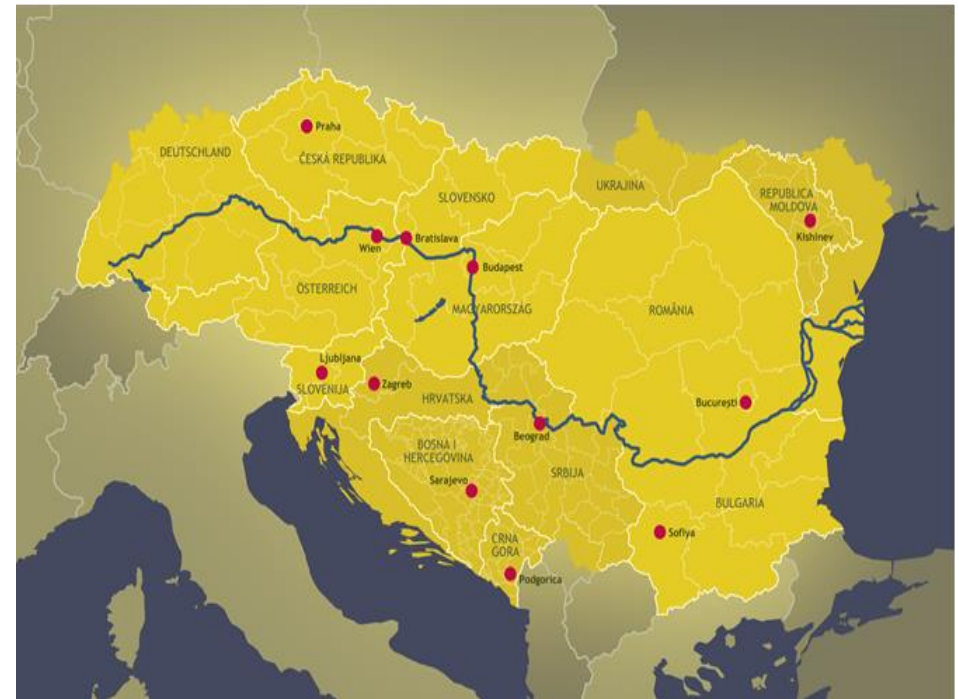 Praha
DEUTSCHLAND
ČESKÁ REPUBLIKA
SLOVENSKO
UKRAJINA
REPUBLICA
MOLDOVA
Kishinev
Wien
Bratislava
Budapest
ÖSTERREICH
MAGYARORSZÁG
ROMÂNIA
Ljubljana
SLOVENIJA
Zagreb
HRVATSKA
Bucureşti
Beograd
BOSNA I
HERCEGOVINA
Sarajevo
SRBIJA
BULGARIA
Sofiya
CRNA
GORA
Podgorica